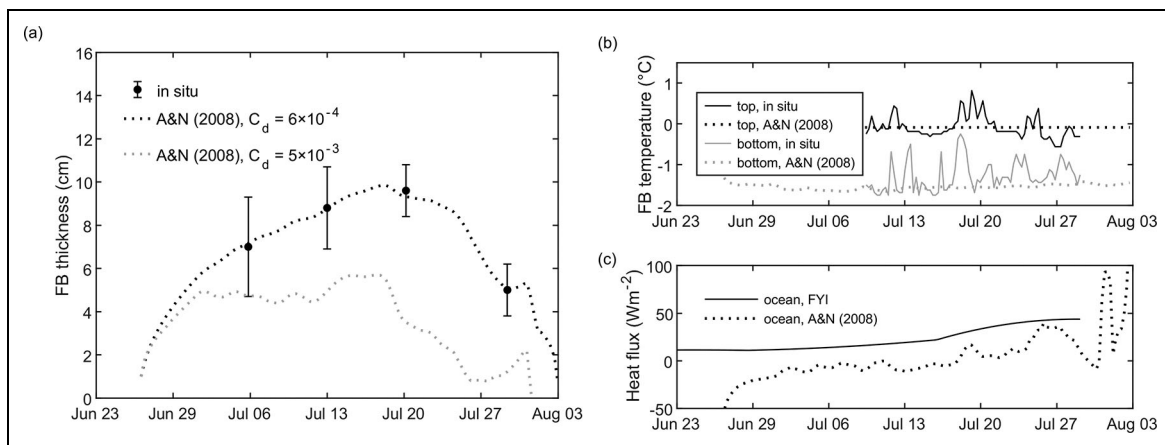 (a)
16
14
12
10
8
6
4
2
0
FB thickness (cm)
in situ
A&N (2008), C_d = 6×10⁻⁴
A&N (2008), C_d = 5×10⁻³
Jun 23 Jun 29 Jul 06 Jul 13 Jul 20 Jul 27 Aug 03
(b)
1
0
-1
-2
FB temperature (°C)
top, in situ
top, A&N (2008)
bottom, in situ
bottom, A&N (2008)
Jun 23 Jun 29 Jul 06 Jul 13 Jul 20 Jul 27 Aug 03
(c)
100
50
0
-50
Heat flux (Wm⁻²)
ocean, FYI
ocean, A&N (2008)
Jun 23 Jun 29 Jul 06 Jul 13 Jul 20 Jul 27 Aug 03